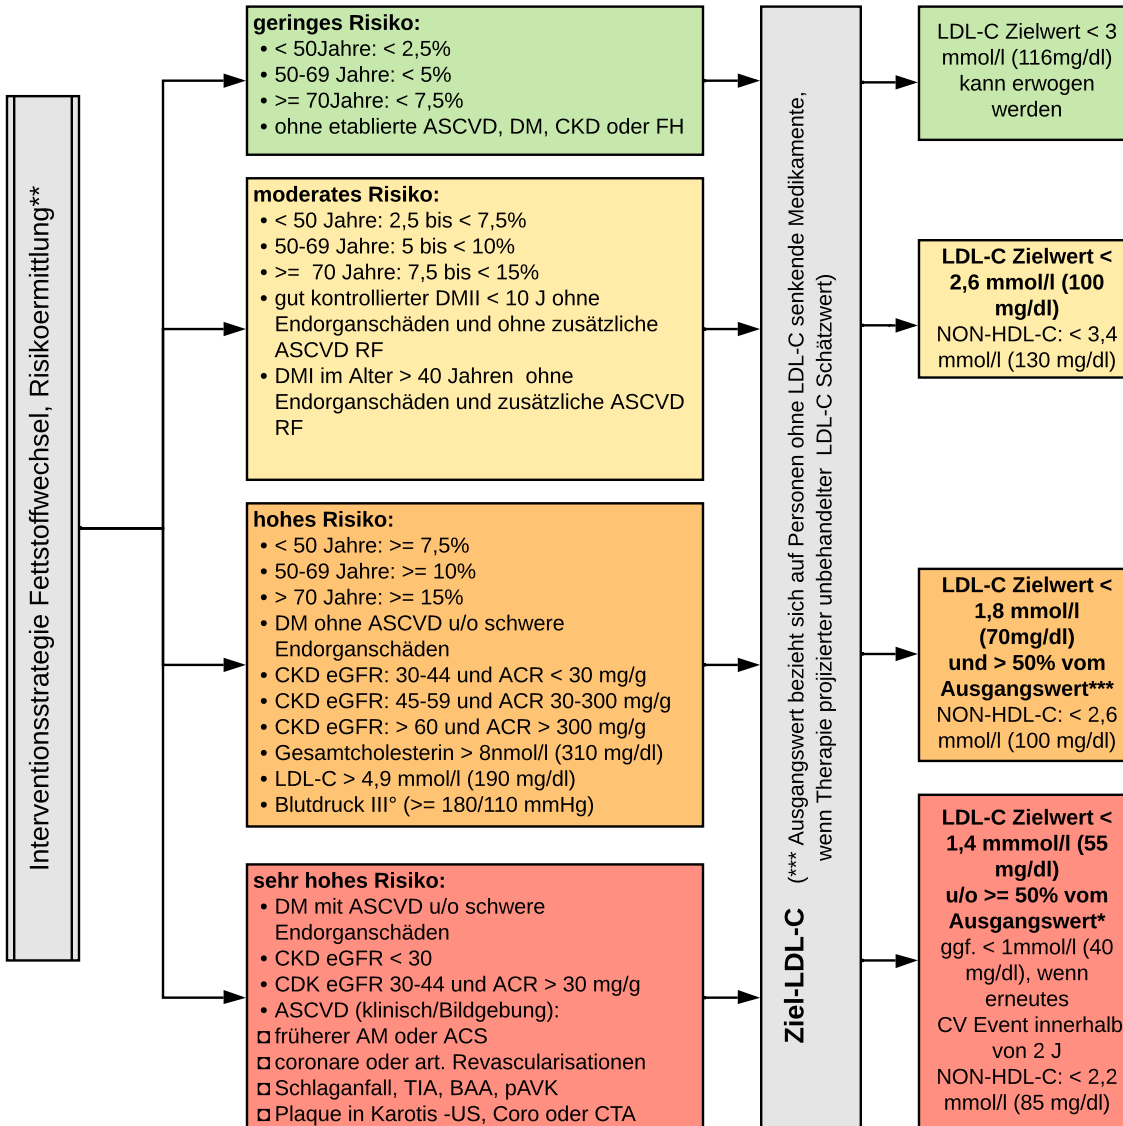 Interventionsstrategie Fettstoffwechsel, Risikoermittlung**
geringes Risiko:
• < 50Jahre: < 2,5%
• 50-69 Jahre: < 5%
• >= 70Jahre: < 7,5%
• ohne etablierte ASCVD, DM, CKD oder FH
moderates Risiko:
• < 50 Jahre: 2,5 bis < 7,5%
• 50-69 Jahre: 5 bis < 10%
• >=  70 Jahre: 7,5 bis < 15%
• gut kontrollierter DMII < 10 J ohne
Endorganschäden und ohne zusätzliche
ASCVD RF
• DMI im Alter > 40 Jahren  ohne
Endorganschäden und zusätzliche ASCVD
RF
hohes Risiko:
• < 50 Jahre: >= 7,5%
• 50-69 Jahre: >= 10%
• > 70 Jahre: >= 15%
• DM ohne ASCVD u/o schwere
Endorganschäden
• CKD eGFR: 30-44 und ACR < 30 mg/g
• CKD eGFR: 45-59 und ACR 30-300 mg/g
• CKD eGFR: > 60 und ACR > 300 mg/g
• Gesamtcholesterin > 8nmol/l (310 mg/dl)
• LDL-C > 4,9 mmol/l (190 mg/dl)
• Blutdruck III° (>= 180/110 mmHg)
sehr hohes Risiko:
• DM mit ASCVD u/o schwere
Endorganschäden
• CKD eGFR < 30
• CDK eGFR 30-44 und ACR > 30 mg/g
• ASCVD (klinisch/Bildgebung):
◘ früherer AM oder ACS
◘ coronare oder art. Revascularisationen
◘ Schlaganfall, TIA, BAA, pAVK
◘ Plaque in Karotis -US, Coro oder CTA
Ziel-LDL-C (*** Ausgangswert bezieht sich auf Personen ohne LDL-C senkende Medikamente,
wenn Therapie projizierter unbehandelter  LDL-C Schätzwert)
LDL-C Zielwert < 3
mmol/l (116mg/dl)
kann erwogen
werden
LDL-C Zielwert <
2,6 mmol/l (100
mg/dl)
NON-HDL-C: < 3,4
mmol/l (130 mg/dl)
LDL-C Zielwert <
1,8 mmol/l
(70mg/dl)
und > 50% vom
Ausgangswert***
NON-HDL-C: < 2,6
mmol/l (100 mg/dl)
LDL-C Zielwert <
1,4 mmmol/l (55
mg/dl)
u/o >= 50% vom
Ausgangswert*
ggf. < 1mmol/l (40
mg/dl), wenn
erneutes
CV Event innerhalb
von 2 J
NON-HDL-C: < 2,2
mmol/l (85 mg/dl)